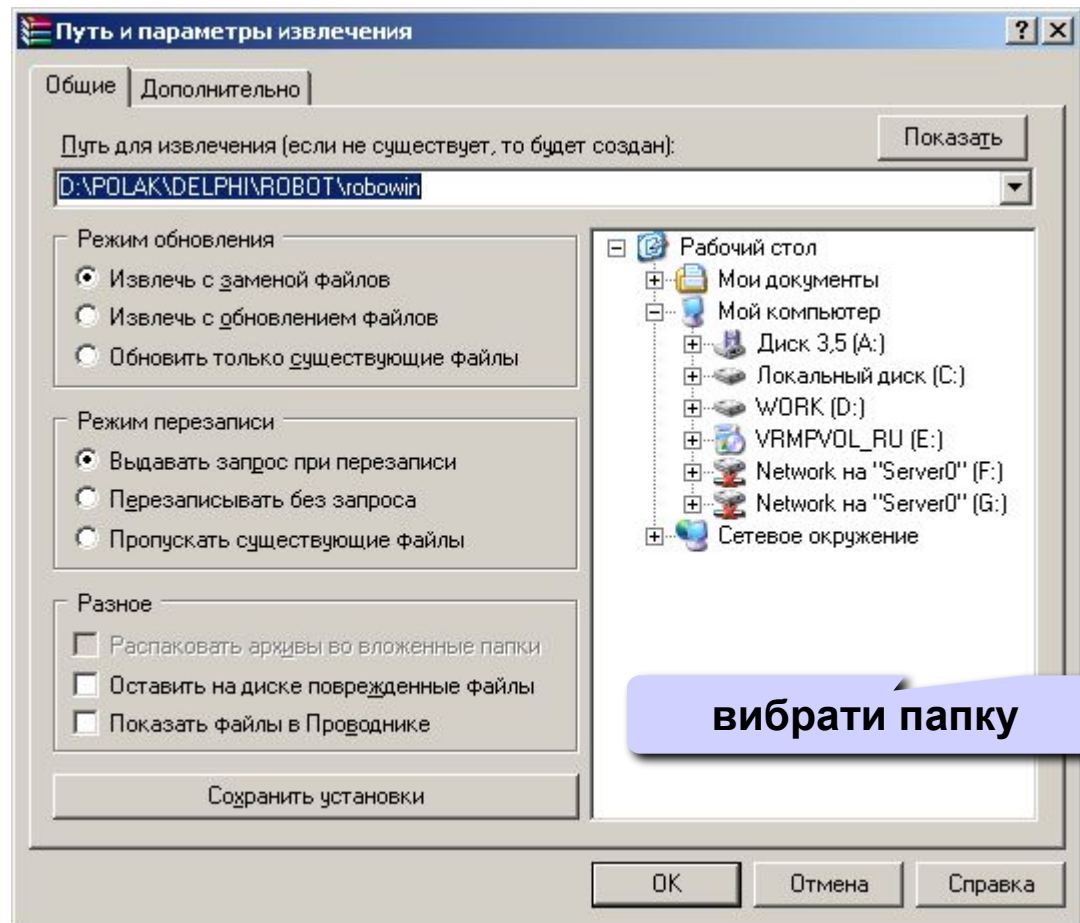 Путь и параметры извлечения
Общие
Дополнительно
Путь для извлечения (если не существует, то будет создан):
Показать
D:\POLAK\DELPHI\ROBOT\robowin
Режим обновления
Извлечь с заменой файлов
Извлечь с обновлением файлов
Обновить только существующие файлы
Режим перезаписи
Выдавать запрос при перезаписи
Перезаписывать без запроса
Пропускать существующие файлы
Разное
Распаковать архивы во вложенные папки
Оставить на диске поврежденные файлы
Показать файлы в Проводнике
Сохранить установки
Рабочий стол
Мои документы
Мой компьютер
Диск 3,5 (A:)
Локальный диск (C:)
WORK (D:)
VRMPVOL_RU (E:)
Network на "Server0" (F:)
Network на "Server0" (G:)
Сетевое окружение
вибрати папку
OK
Отмена
Справка